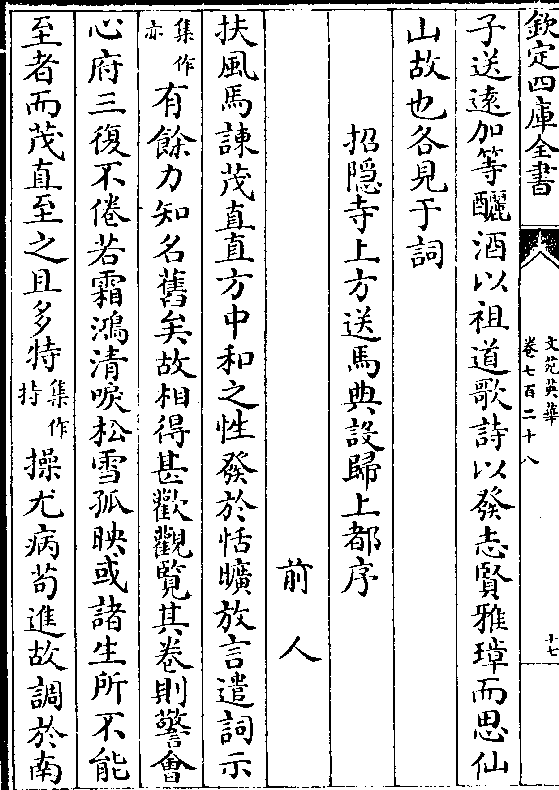 欽定四庫全書
文苑英華
卷七百二十八
十七
子送遠加等釃酒以祖道歌詩以發志賢雅璋而思仙
山故也各見于詞
招隱寺上方送馬典設歸上都序
前人
扶風馬諌茂直直方中和之性發於恬曠放言遣詞示
集作亦有餘力知名舊矣故相得甚歡觀覽其卷則警㑹
心府三復不倦若霜鴻清唳松雪孤映或諸生所不能
至者而茂直至之且多特集作持操尤病茍進故調於南